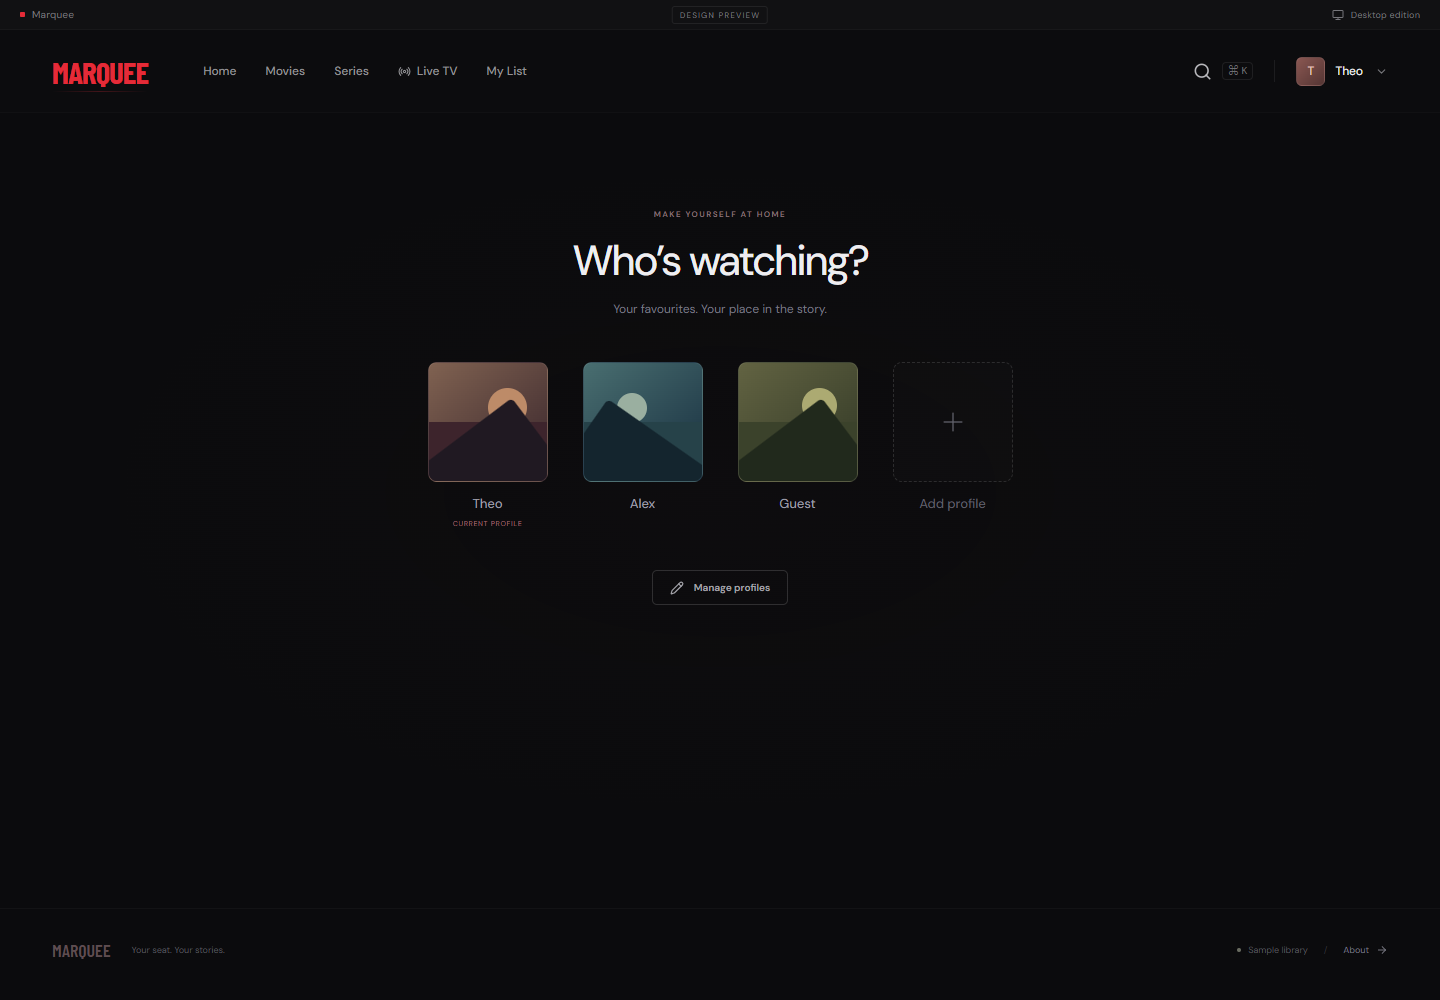 Marquee
DESIGN PREVIEW
Desktop edition
MARQUEE
Home
Movies
Series
Live TV
My List
⌘ K
T
Theo
MAKE YOURSELF AT HOME
Who’s watching?
Your favourites. Your place in the story.
Theo
Alex
Guest
Add profile
CURRENT PROFILE
Manage profiles
MARQUEE
Your seat. Your stories.
Sample library
/
About